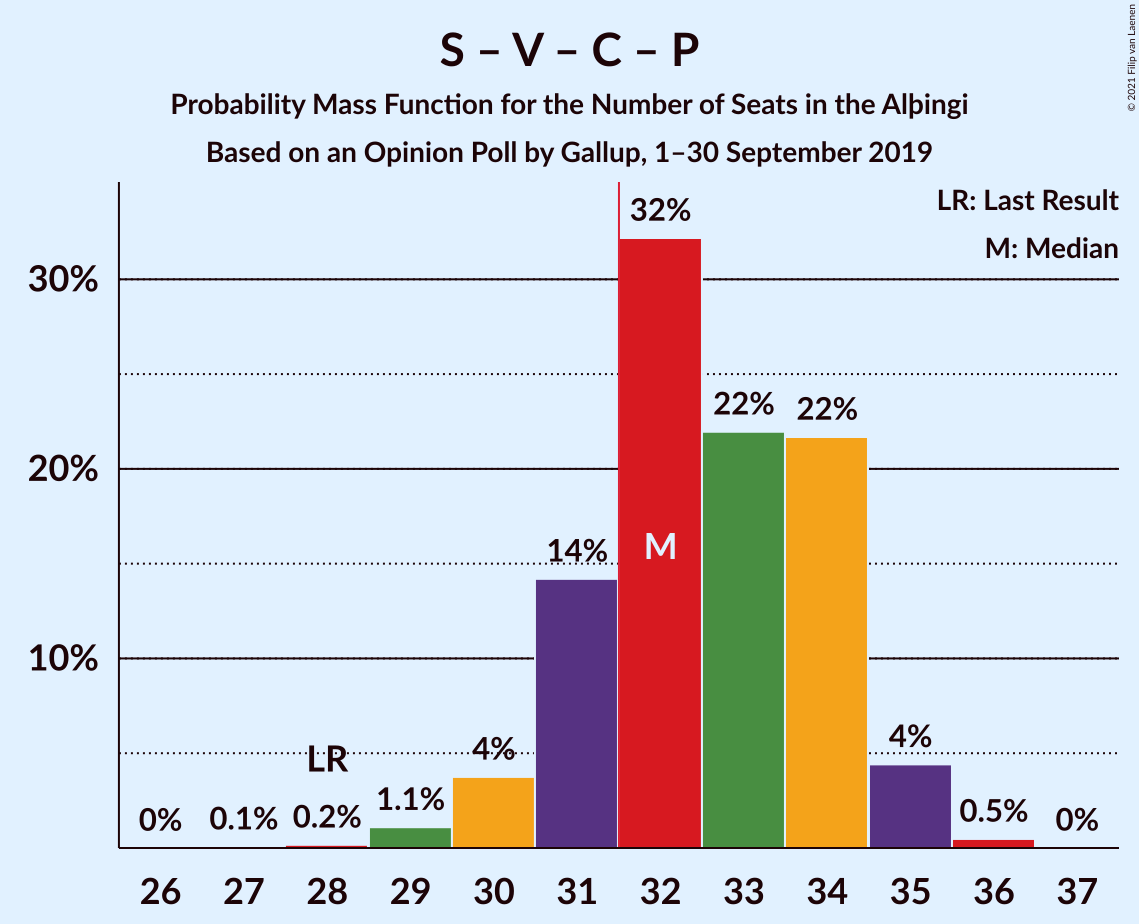 S – V – C – P
Probability Mass Function for the Number of Seats in the Alþingi
Based on an Opinion Poll by Gallup, 1–30 September 2019
© 2021 Filip van Laenen
LR: Last Result
M: Median
30%
20%
10%
0%
0.1%
0.2%
LR
1.1%
4%
14%
32%
M
22%
22%
4%
0.5%
0%
26 27 28 29 30 31 32 33 34 35 36 37